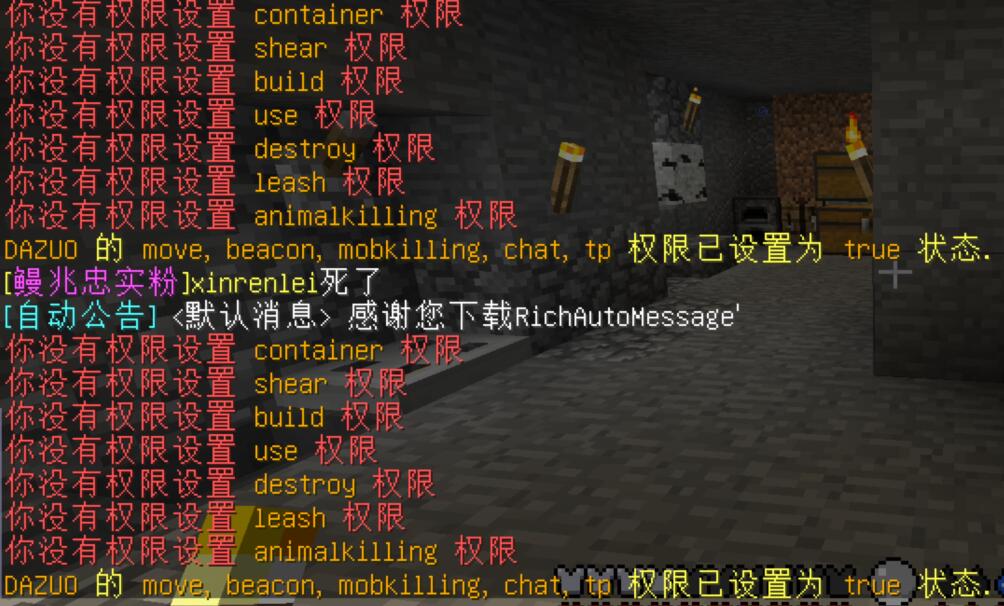 你没有权限设置 container 权限
你没有权限设置 shear 权限
你没有权限设置 build 权限
你没有权限设置 use 权限
你没有权限设置 destroy 权限
你没有权限设置 leash 权限
你没有权限设置 animalkilling 权限
DAZUO 的 move, beacon, mobkilling, chat, tp 权限已设置为 true 状态.
[鳗兆忠实粉]xinrenlei死了
[自动公告] <默认消息> 感谢您下载RichAutoMessage'
你没有权限设置 container 权限
你没有权限设置 shear 权限
你没有权限设置 build 权限
你没有权限设置 use 权限
你没有权限设置 destroy 权限
你没有权限设置 leash 权限
你没有权限设置 animalkilling 权限
DAZUO 的 move, beacon, mobkilling, chat, tp 权限已设置为 true 状态.